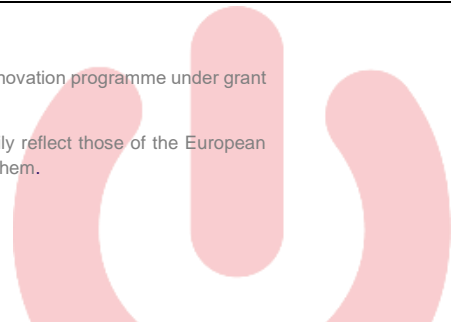 novation programme under grant
ly reflect those of the European
hem.